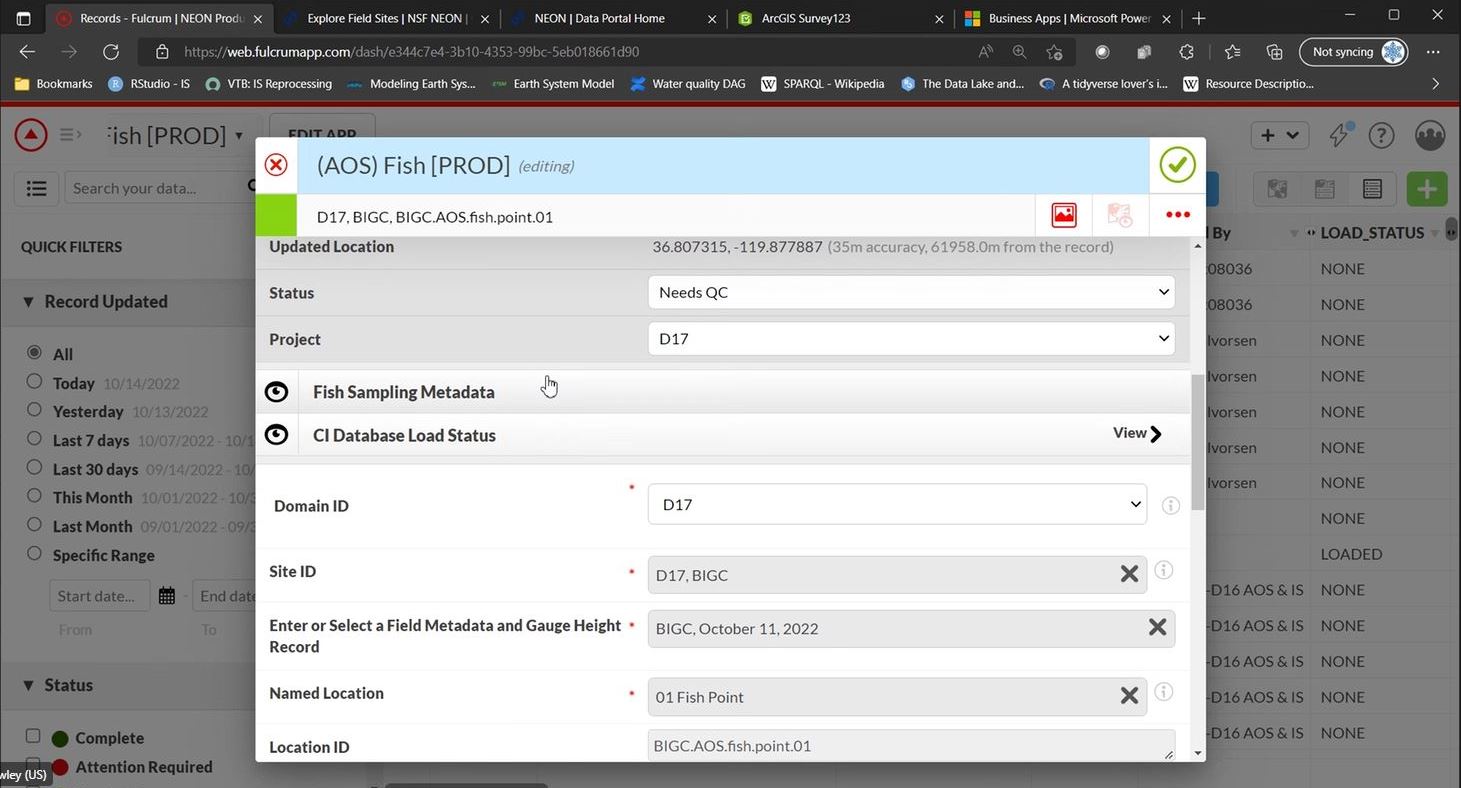 Records - Fulcrum | NEON Produ
Explore Field Sites | NSF NEON |
NEON | Data Portal Home
ArcGIS Survey123
Business Apps | Microsoft Power
https://web.fulcrumapp.com/dash/e344c7e4-3b10-4353-99bc-5eb018661d90
Not syncing
Bookmarks
RStudio - IS
VTB: IS Reprocessing
Modeling Earth Sys...
Earth System Model
Water quality DAG
SPARQL - Wikipedia
The Data Lake and...
A tidyverse lover's i...
Resource Descriptio...
Fish [PROD]
EDIT APP
(AOS) Fish [PROD] (editing)
Search your data...
D17, BIGC, BIGC.AOS.fish.point.01
QUICK FILTERS
d By
LOAD_STATUS
Updated Location
36.807315, -119.877887 (35m accuracy, 61958.0m from the record)
08036
NONE
Status
Needs QC
Record Updated
08036
NONE
Project
D17
lvorsen
NONE
All
Today 10/14/2022
lvorsen
NONE
Fish Sampling Metadata
Yesterday 10/13/2022
lvorsen
NONE
CI Database Load Status
View
Last 7 days 10/07/2022 - 10/1
lvorsen
NONE
Last 30 days 09/14/2022 - 10/
lvorsen
NONE
This Month 10/01/2022 - 10/3
Domain ID
*
D17
NONE
Last Month 09/01/2022 - 09/3
Specific Range
LOADED
Site ID
*
D17, BIGC
Start date...
-
End date
-D16 AOS & IS
NONE
From
To
Enter or Select a Field Metadata and Gauge Height
Record
*
BIGC, October 11, 2022
-D16 AOS & IS
NONE
-D16 AOS & IS
NONE
Status
Named Location
*
01 Fish Point
-D16 AOS & IS
NONE
Complete
Location ID
BIGC.AOS.fish.point.01
-D16 AOS & IS
NONE
Attention Required
wley (US)